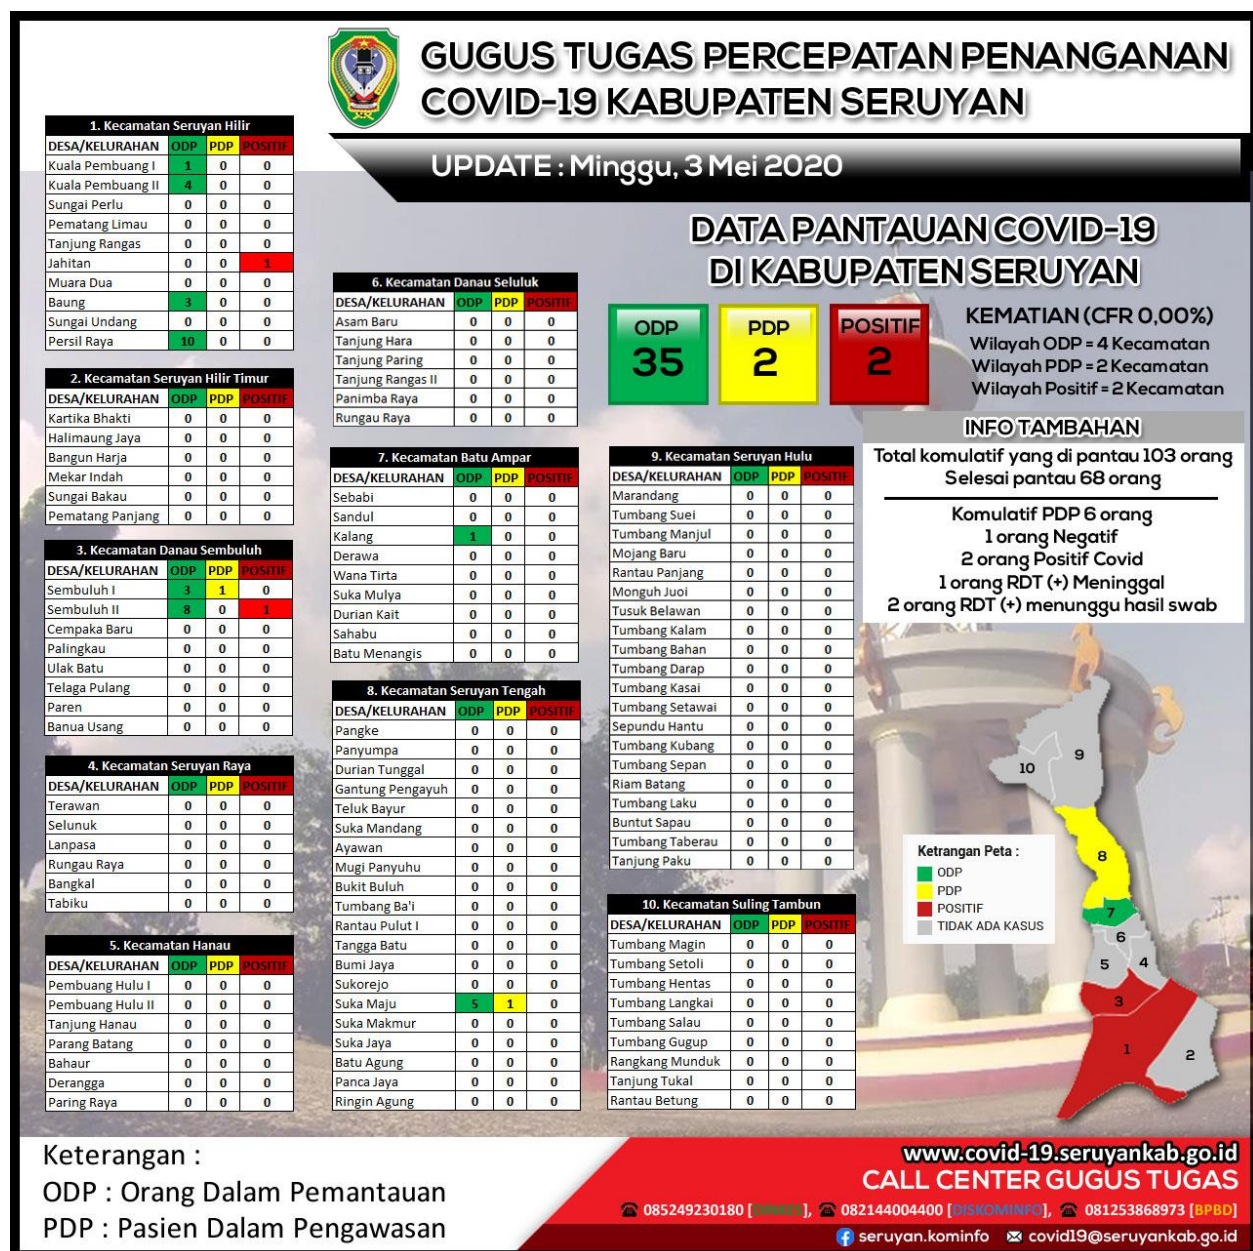 GUGUS TUGAS PERCEPATAN PENANGANAN
COVID-19 KABUPATEN SERUYAN
UPDATE : Minggu, 3 Mei 2020
DATA PANTAUAN COVID-19
DI KABUPATEN SERUYAN
ODP PDP POSITIF
35 2 2
KEMATIAN (CFR 0,00%)
Wilayah ODP = 4 Kecamatan
Wilayah PDP = 2 Kecamatan
Wilayah Positif = 2 Kecamatan
INFO TAMBAHAN
Total komulatif yang di pantau 103 orang
Selesai pantau 68 orang
Komulatif PDP 6 orang
1 orang Negatif
2 orang Positif Covid
1 orang RDT (+) Meninggal
2 orang RDT (+) menunggu hasil swab
1. Kecamatan Seruyan Hilir
DESA/KELURAHAN ODP PDP POSITIF
Kuala Pembuang I 1 0 0
Kuala Pembuang II 4 0 0
Sungai Perlu 0 0 0
Pematang Limau 0 0 0
Tanjung Rangas 0 0 0
Jahitan 0 0 1
Muara Dua 0 0 0
Baung 3 0 0
Sungai Undang 0 0 0
Persil Raya 10 0 0
2. Kecamatan Seruyan Hilir Timur
DESA/KELURAHAN ODP PDP POSITIF
Kartika Bhakti 0 0 0
Halimaung Jaya 0 0 0
Bangun Harja 0 0 0
Mekar Indah 0 0 0
Sungai Bakau 0 0 0
Pematang Panjang 0 0 0
3. Kecamatan Danau Sembuluh
DESA/KELURAHAN ODP PDP POSITIF
Sembuluh I 3 1 0
Sembuluh II 8 0 1
Cempaka Baru 0 0 0
Palingkau 0 0 0
Ulak Batu 0 0 0
Telaga Pulang 0 0 0
Paren 0 0 0
Banua Usang 0 0 0
4. Kecamatan Seruyan Raya
DESA/KELURAHAN ODP PDP POSITIF
Terawan 0 0 0
Selunuk 0 0 0
Lanpasa 0 0 0
Rungau Raya 0 0 0
Bangkal 0 0 0
Tabiku 0 0 0
5. Kecamatan Hanau
DESA/KELURAHAN ODP PDP POSITIF
Pembuang Hulu I 0 0 0
Pembuang Hulu II 0 0 0
Tanjung Hanau 0 0 0
Parang Batang 0 0 0
Bahaur 0 0 0
Derangga 0 0 0
Paring Raya 0 0 0
6. Kecamatan Danau Seluluk
DESA/KELURAHAN ODP PDP POSITIF
Asam Baru 0 0 0
Tanjung Hara 0 0 0
Tanjung Paring 0 0 0
Tanjung Rangas II 0 0 0
Panimba Raya 0 0 0
Rungau Raya 0 0 0
7. Kecamatan Batu Ampar
DESA/KELURAHAN ODP PDP POSITIF
Sebabi 0 0 0
Sandul 0 0 0
Kalang 1 0 0
Derawa 0 0 0
Wana Tirta 0 0 0
Suka Mulya 0 0 0
Durian Kait 0 0 0
Sahabu 0 0 0
Batu Menangis 0 0 0
8. Kecamatan Seruyan Tengah
DESA/KELURAHAN ODP PDP POSITIF
Pangke 0 0 0
Panyumpa 0 0 0
Durian Tunggal 0 0 0
Gantung Pengayuh 0 0 0
Teluk Bayur 0 0 0
Suka Mandang 0 0 0
Ayawan 0 0 0
Mugi Panyuhu 0 0 0
Bukit Buluh 0 0 0
Tumbang Ba'i 0 0 0
Rantau Pulut I 0 0 0
Tangga Batu 0 0 0
Bumi Jaya 0 0 0
Sukorejo 0 0 0
Suka Maju 5 1 0
Suka Makmur 0 0 0
Suka Jaya 0 0 0
Batu Agung 0 0 0
Panca Jaya 0 0 0
Ringin Agung 0 0 0
9. Kecamatan Seruyan Hulu
DESA/KELURAHAN ODP PDP POSITIF
Marandang 0 0 0
Tumbang Suei 0 0 0
Tumbang Manjul 0 0 0
Mojang Baru 0 0 0
Rantau Panjang 0 0 0
Monguh Juoi 0 0 0
Tusuk Belawan 0 0 0
Tumbang Kalam 0 0 0
Tumbang Bahan 0 0 0
Tumbang Darap 0 0 0
Tumbang Kasai 0 0 0
Tumbang Setawai 0 0 0
Sepundu Hantu 0 0 0
Tumbang Kubang 0 0 0
Tumbang Sepan 0 0 0
Riam Batang 0 0 0
Tumbang Laku 0 0 0
Buntut Sapau 0 0 0
Tumbang Taberau 0 0 0
Tanjung Paku 0 0 0
10. Kecamatan Suling Tambun
DESA/KELURAHAN ODP PDP POSITIF
Tumbang Magin 0 0 0
Tumbang Setoli 0 0 0
Tumbang Hentas 0 0 0
Tumbang Langkai 0 0 0
Tumbang Salau 0 0 0
Tumbang Gugup 0 0 0
Rangkang Munduk 0 0 0
Tanjung Tukal 0 0 0
Rantau Betung 0 0 0
Ketrangan Peta :
ODP
PDP
POSITIF
TIDAK ADA KASUS
9
10
8
7
6
5 4
3
1 2
Keterangan :
ODP : Orang Dalam Pemantauan
PDP : Pasien Dalam Pengawasan
www.covid-19.seruyankab.go.id
CALL CENTER GUGUS TUGAS
085249230180 [DINKES], 082144004400 [DISKOMINFO], 081253868973 [BPBD]
seruyan.kominfo covid19@seruyankab.go.id